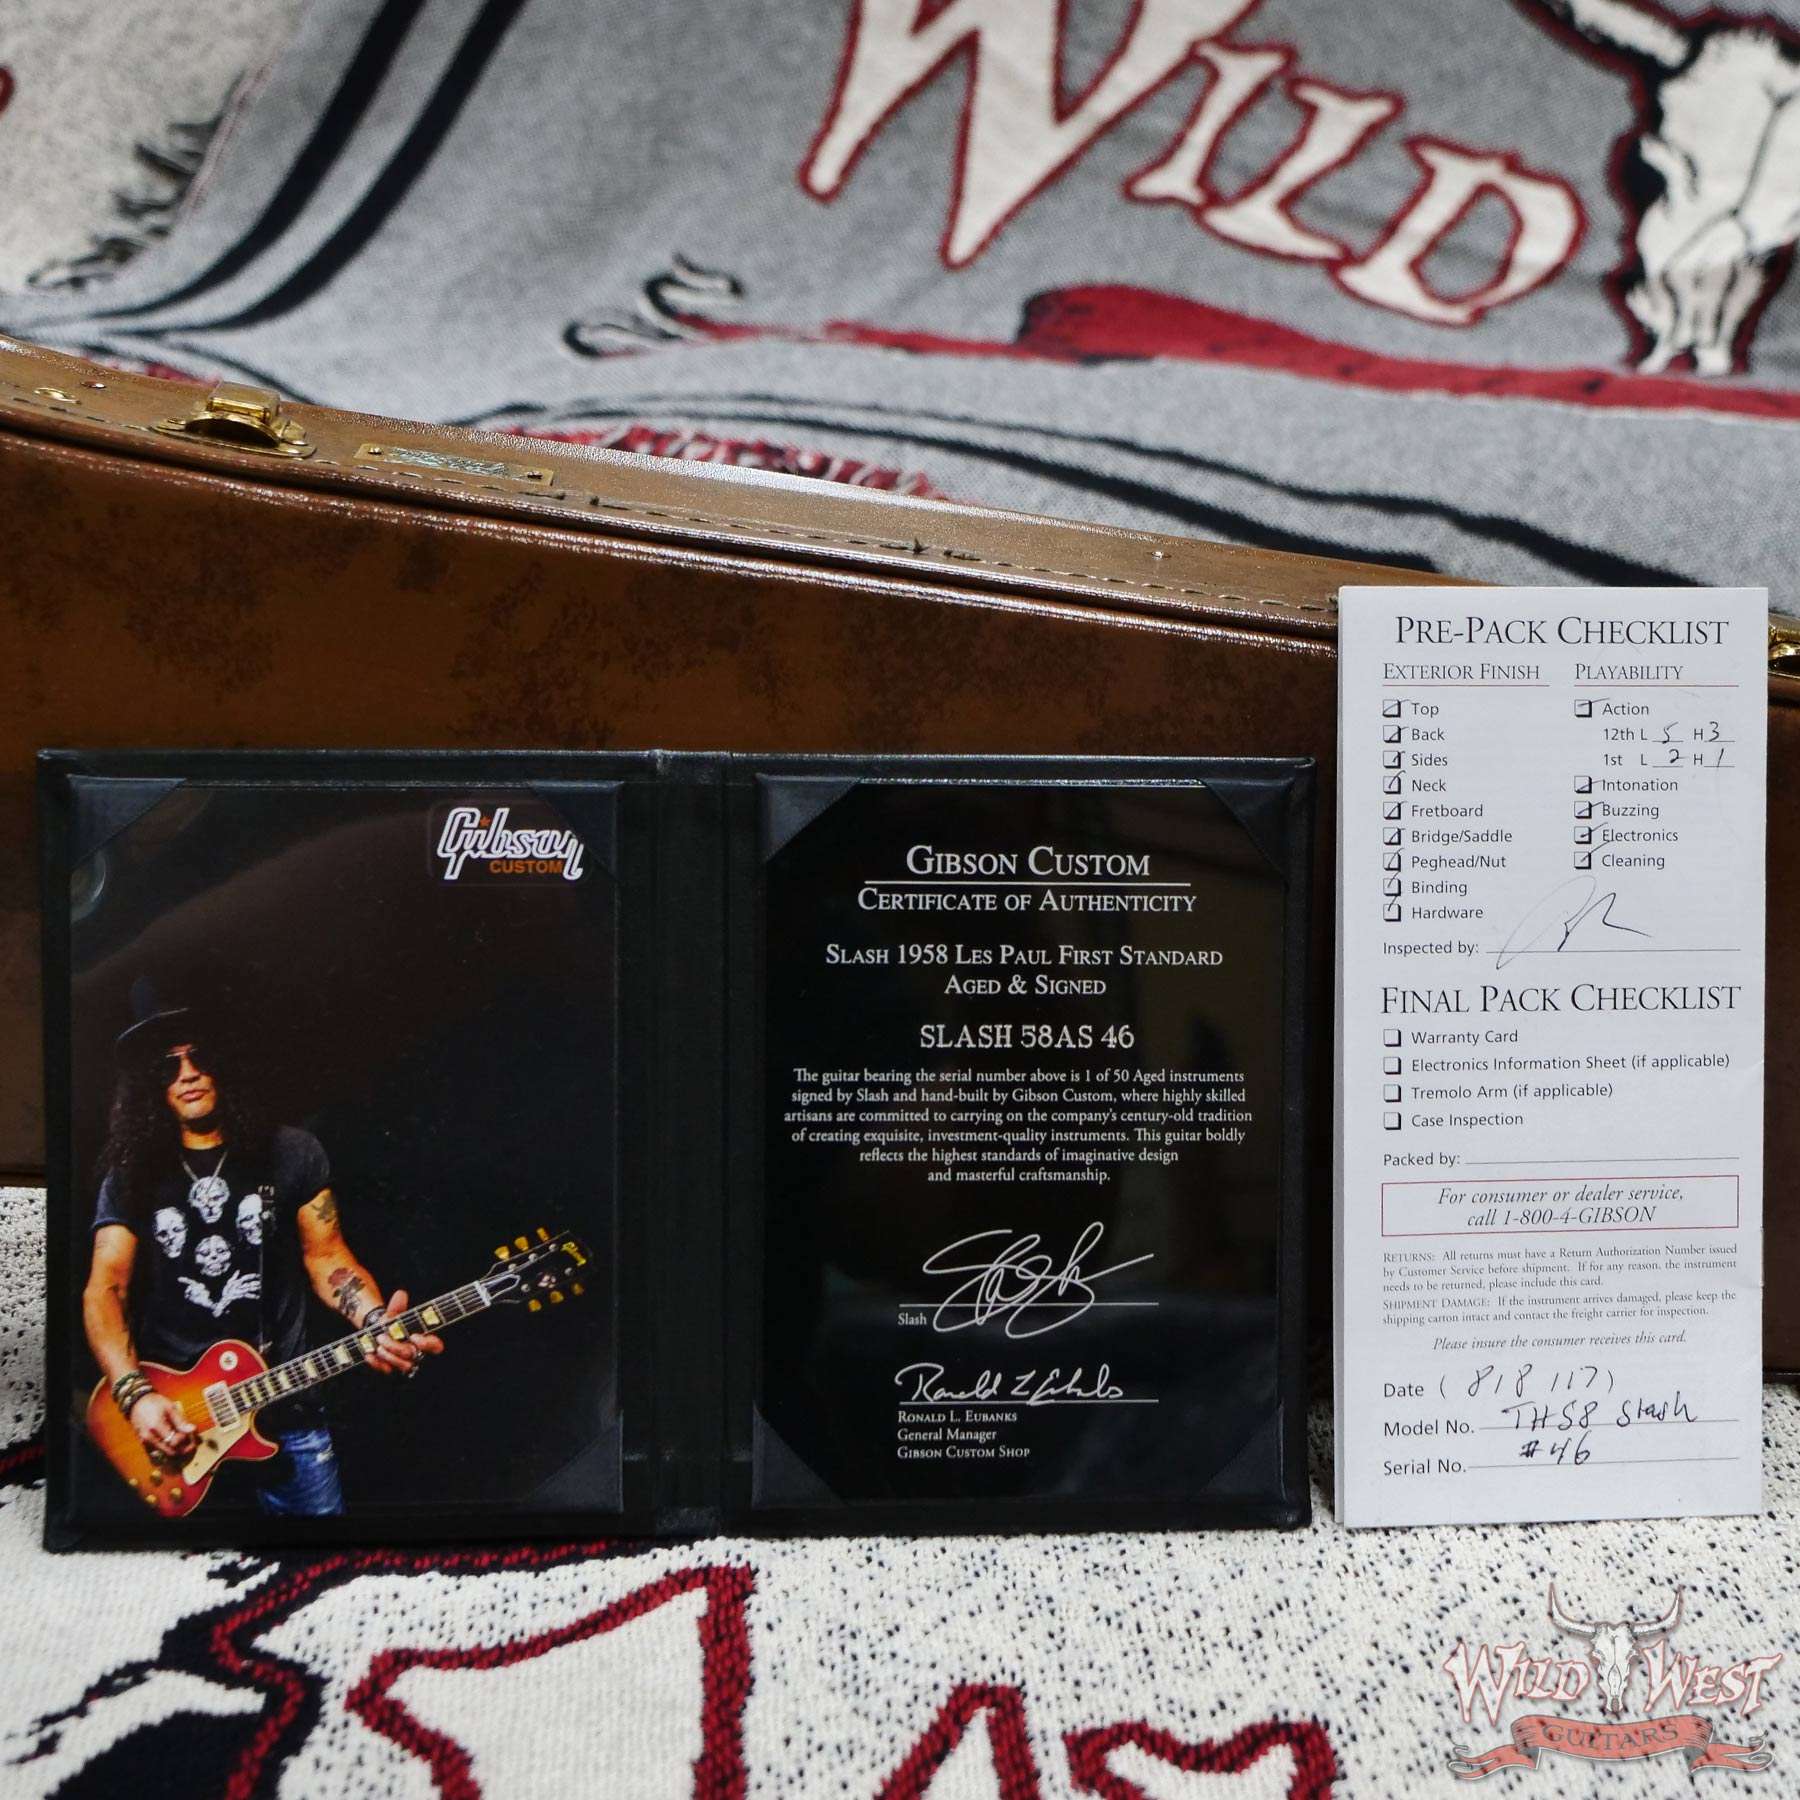 WILD
Gibson
CUSTOM
Gibson
GIBSON CUSTOM
CERTIFICATE OF AUTHENTICITY
SLASH 1958 LES PAUL FIRST STANDARD
AGED & SIGNED
SLASH 58AS 46
The guitar bearing the serial number above is 1 of 50 Aged instruments
signed by Slash and hand-built by Gibson Custom, where highly skilled
artisans are committed to carrying on the company's century-old tradition
of creating exquisite, investment-quality instruments. This guitar boldly
reflects the highest standards of imaginative design
and masterful craftsmanship.
Slash
Slash
Ronald L Eubanks
RONALD L. EUBANKS
General Manager
GIBSON CUSTOM SHOP
PRE-PACK CHECKLIST
EXTERIOR FINISH PLAYABILITY
Top Action
Back 12th L 5 H 3
Sides 1st L 2 H 1
Neck Intonation
Fretboard Buzzing
Bridge/Saddle Electronics
Peghead/Nut Cleaning
Binding
Hardware
Inspected by:
FINAL PACK CHECKLIST
Warranty Card
Electronics Information Sheet (if applicable)
Tremolo Arm (if applicable)
Case Inspection
Packed by:
For consumer or dealer service,
call 1-800-4-GIBSON
RETURNS: All returns must have a Return Authorization Number issued
by Customer Service before shipment. If for any reason, the instrument
needs to be returned, please include this card.
SHIPMENT DAMAGE: If the instrument arrives damaged, please keep the
shipping carton intact and contact the freight carrier for inspection.
Please insure the consumer receives this card.
Date ( 8/8/17 )
Model No. TH58 Slash
Serial No. #46
WILD WEST
GUITARS